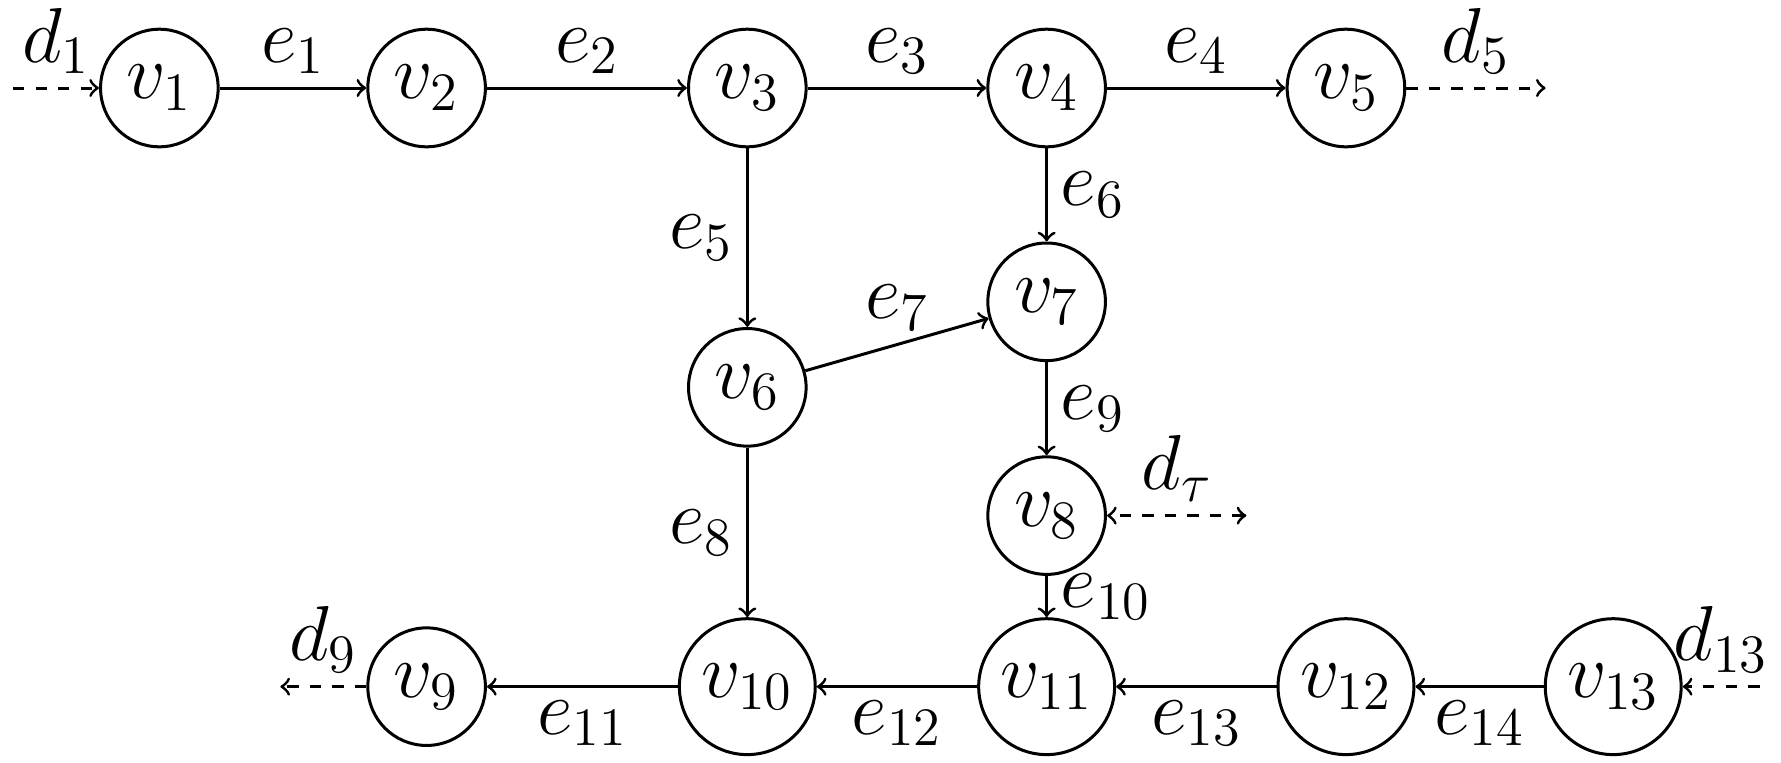 d₁ v₁ e₁ v₂ e₂ v₃ e₃ v₄ e₄ v₅ d₅
e₅ e₆
v₆ e₇ v₇
e₉
e₈ v₈ d_τ
e₁₀
d₉ v₉ e₁₁ v₁₀ e₁₂ v₁₁ e₁₃ v₁₂ e₁₄ v₁₃ d₁₃